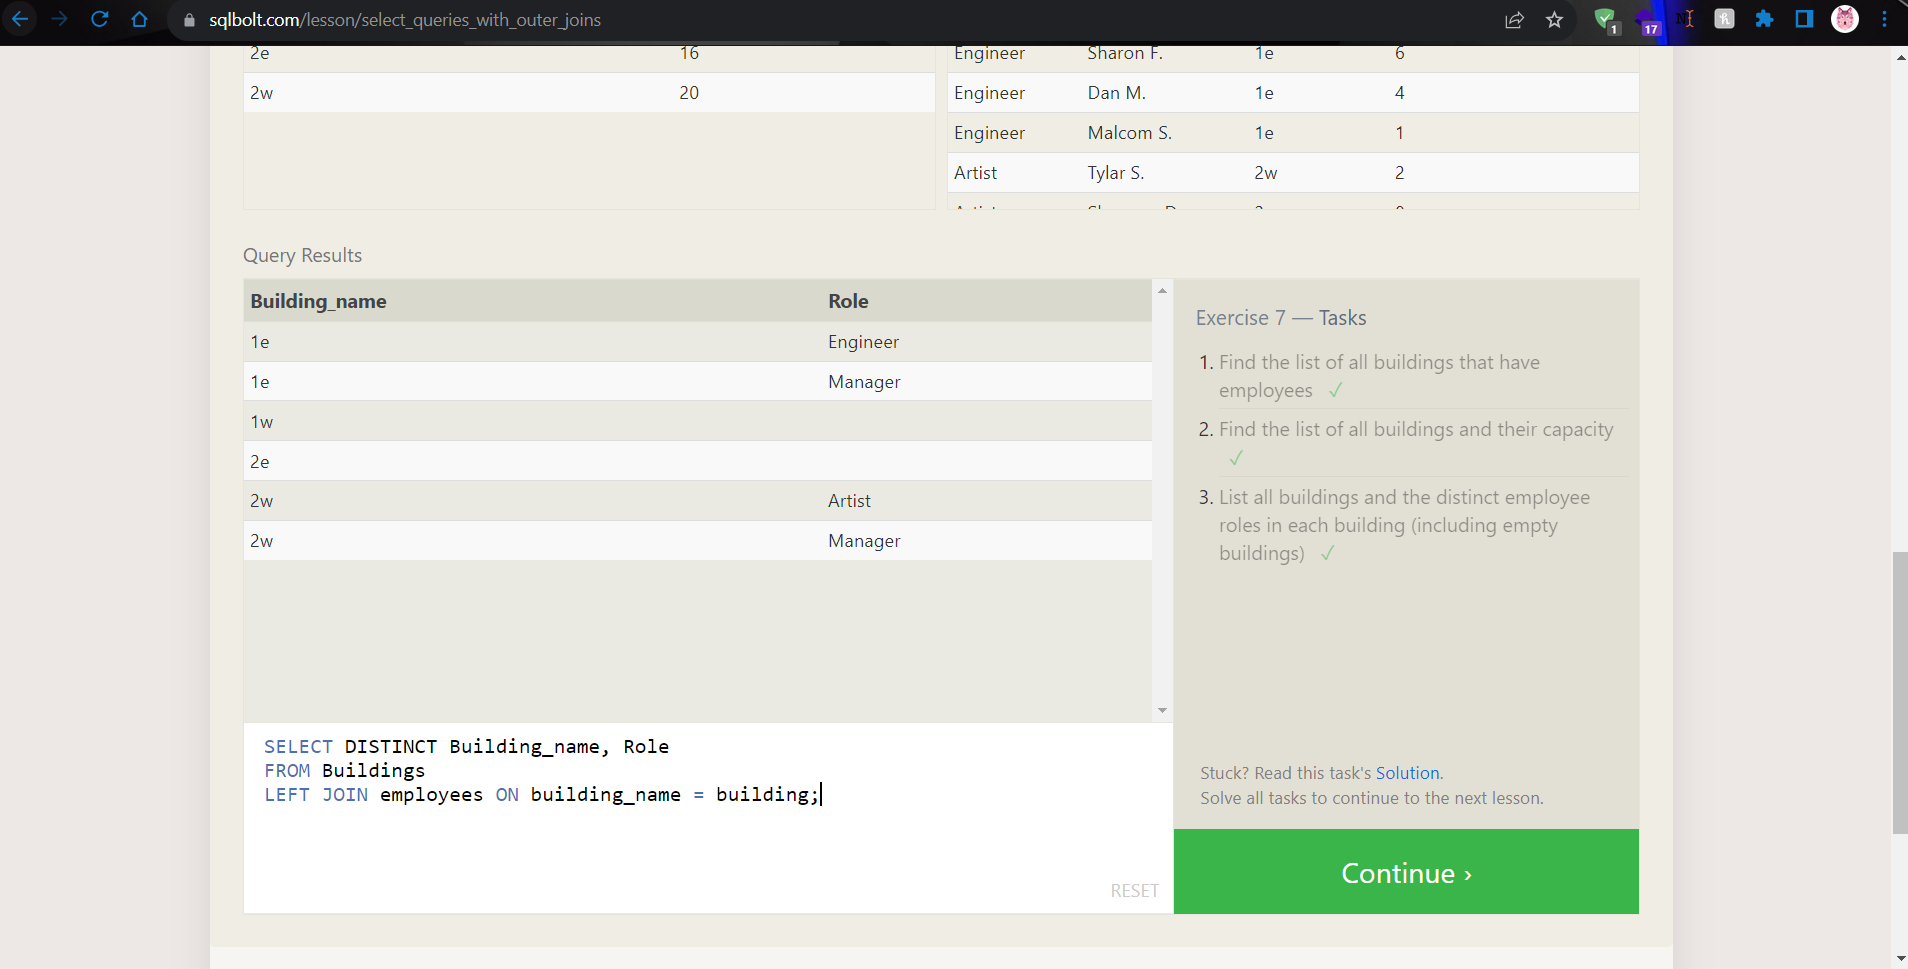 sqlbolt.com/lesson/select_queries_with_outer_joins
1
17
2e 16
2w 20
Engineer Sharon F. 1e 6
Engineer Dan M. 1e 4
Engineer Malcom S. 1e 1
Artist Tylar S. 2w 2
Query Results
Building_name Role
1e Engineer
1e Manager
1w
2e
2w Artist
2w Manager
SELECT DISTINCT Building_name, Role
FROM Buildings
LEFT JOIN employees ON building_name = building;
RESET
Exercise 7 — Tasks
1. Find the list of all buildings that have
employees ✓
2. Find the list of all buildings and their capacity
✓
3. List all buildings and the distinct employee
roles in each building (including empty
buildings) ✓
Stuck? Read this task's Solution.
Solve all tasks to continue to the next lesson.
Continue ›